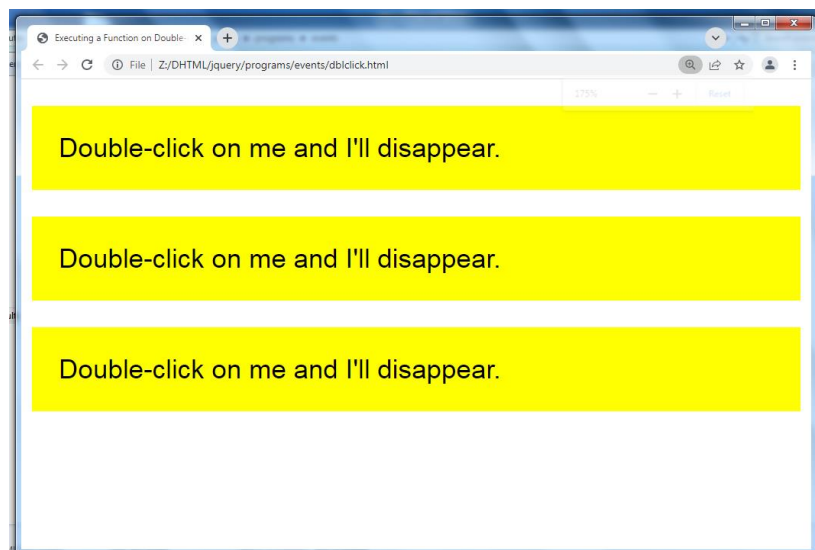 Executing a Function on Double-
File | Z:/DHTML/jquery/programs/events/dblclick.html
175% Reset
Double-click on me and I'll disappear.
Double-click on me and I'll disappear.
Double-click on me and I'll disappear.